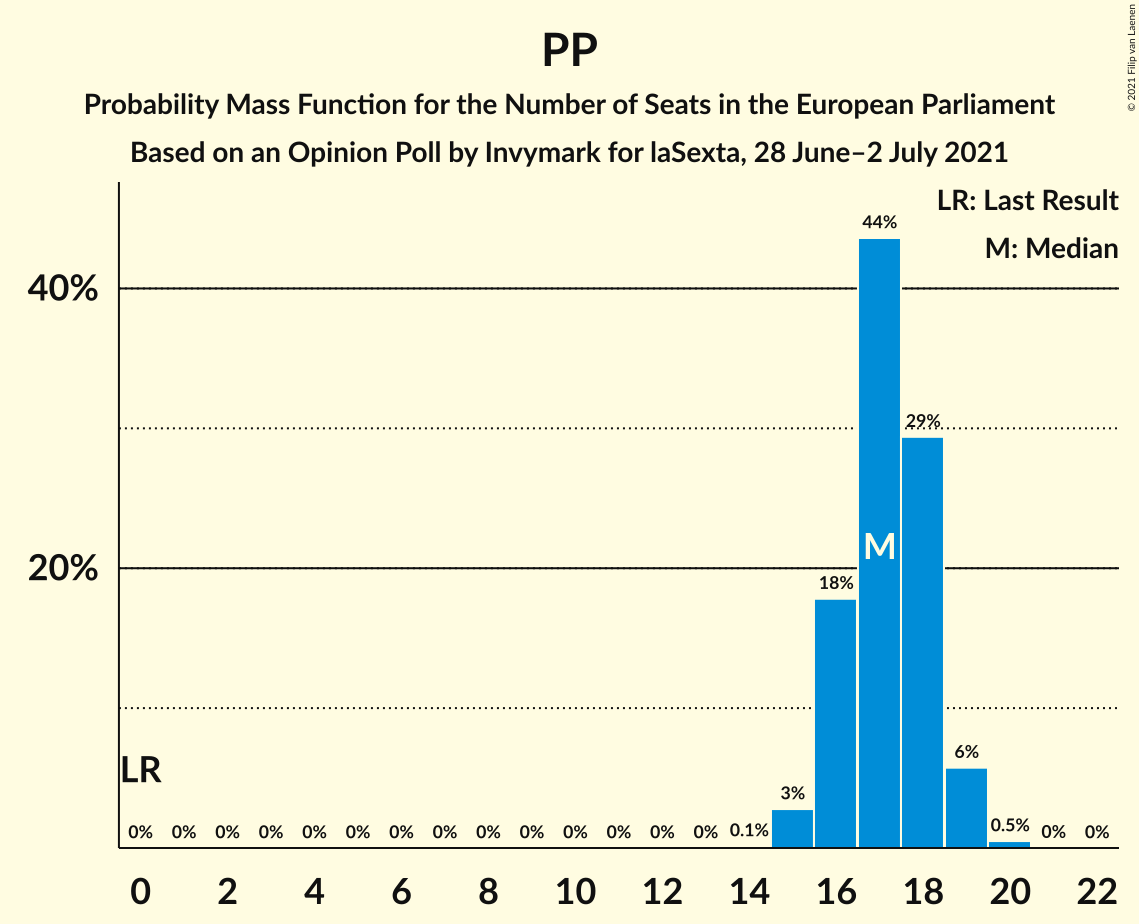 PP
Probability Mass Function for the Number of Seats in the European Parliament
Based on an Opinion Poll by Invymark for laSexta, 28 June–2 July 2021
© 2021 Filip van Laenen
LR: Last Result
M: Median
44%
40%
29%
M
20%
18%
LR
6%
3%
0% 0% 0% 0% 0% 0% 0% 0% 0% 0% 0% 0% 0% 0% 0.1% 0.5% 0% 0%
0 2 4 6 8 10 12 14 16 18 20 22